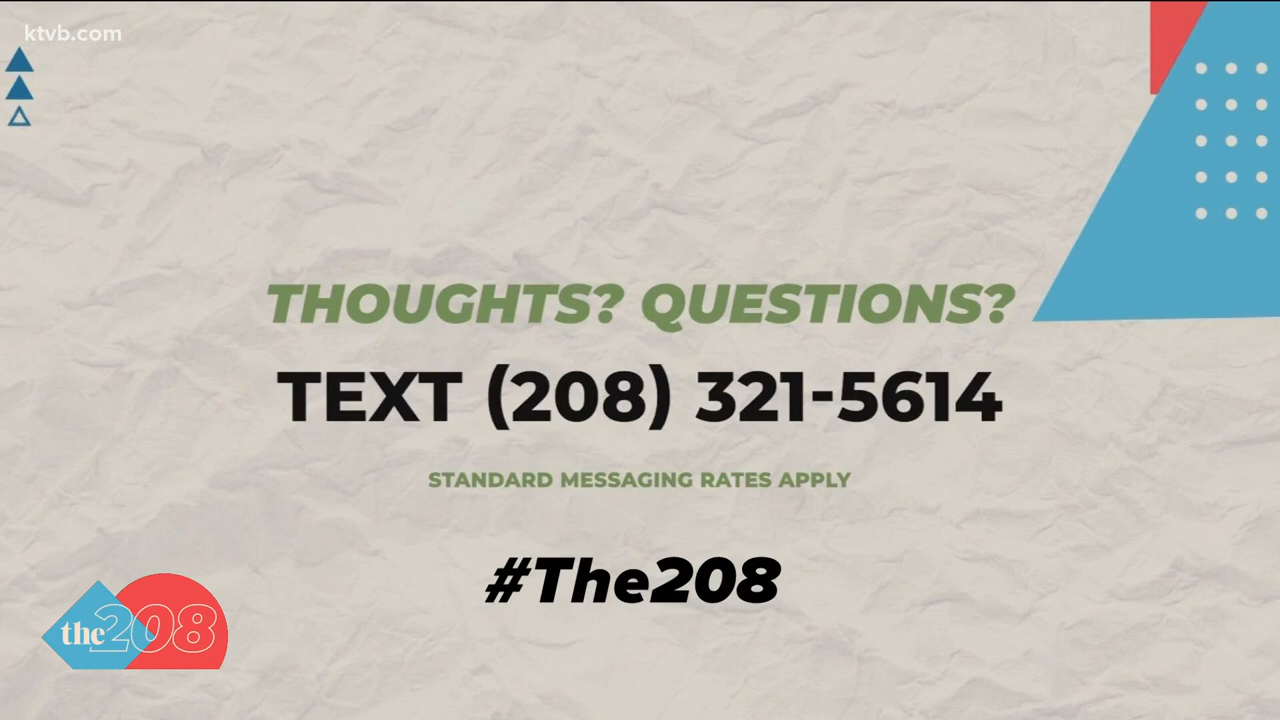 ktvb.com
THOUGHTS? QUESTIONS?
TEXT (208) 321-5614
STANDARD MESSAGING RATES APPLY
#The208
the208